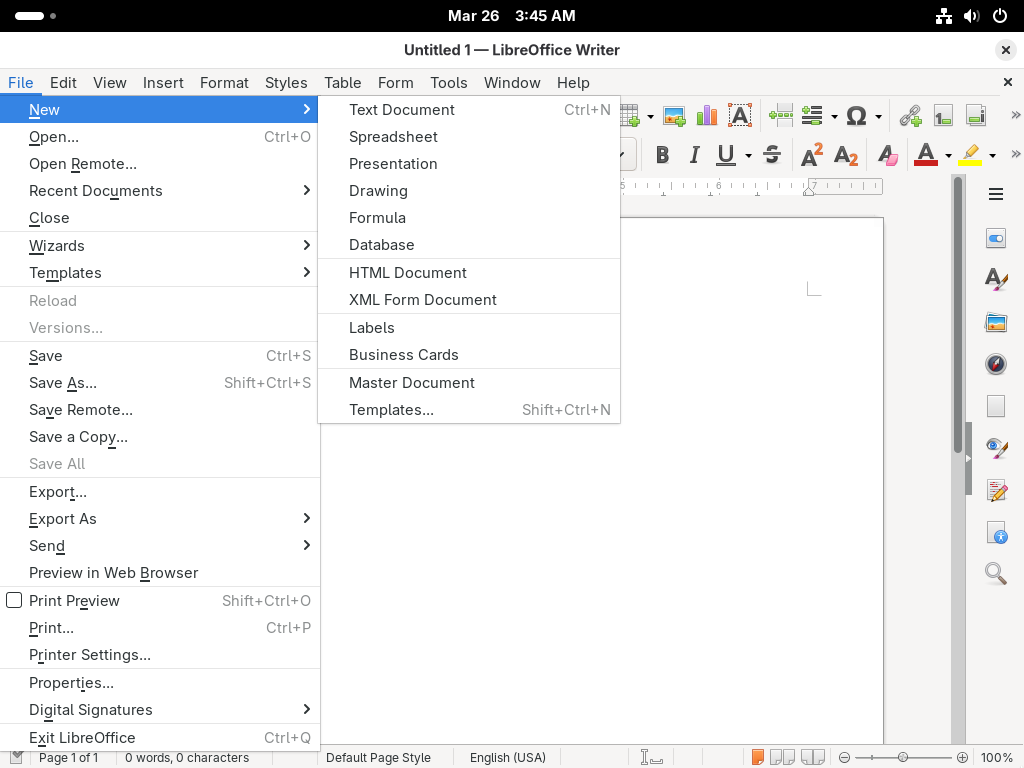 Mar 26 3:45 AM
Untitled 1 — LibreOffice Writer
File Edit View Insert Format Styles Table Form Tools Window Help
New
Open... Ctrl+O
Open Remote...
Recent Documents
Close
Wizards
Templates
Reload
Versions...
Save Ctrl+S
Save As... Shift+Ctrl+S
Save Remote...
Save a Copy...
Save All
Export...
Export As
Send
Preview in Web Browser
Print Preview Shift+Ctrl+O
Print... Ctrl+P
Printer Settings...
Properties...
Digital Signatures
Exit LibreOffice Ctrl+Q
Text Document Ctrl+N
Spreadsheet
Presentation
Drawing
Formula
Database
HTML Document
XML Form Document
Labels
Business Cards
Master Document
Templates... Shift+Ctrl+N
5 6 7
Page 1 of 1 0 words, 0 characters Default Page Style English (USA) 100%